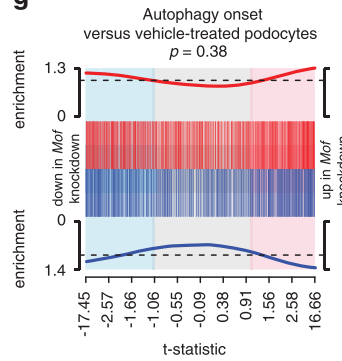 g
Autophagy onset
versus vehicle-treated podocytes
p = 0.38
enrichment
1.3
0
down in Mof
knockdown
up in Mof
knockdown
enrichment
0
1.4
-17.45
-2.57
-1.66
-1.06
-0.55
-0.09
0.38
0.91
1.56
2.58
16.66
t-statistic